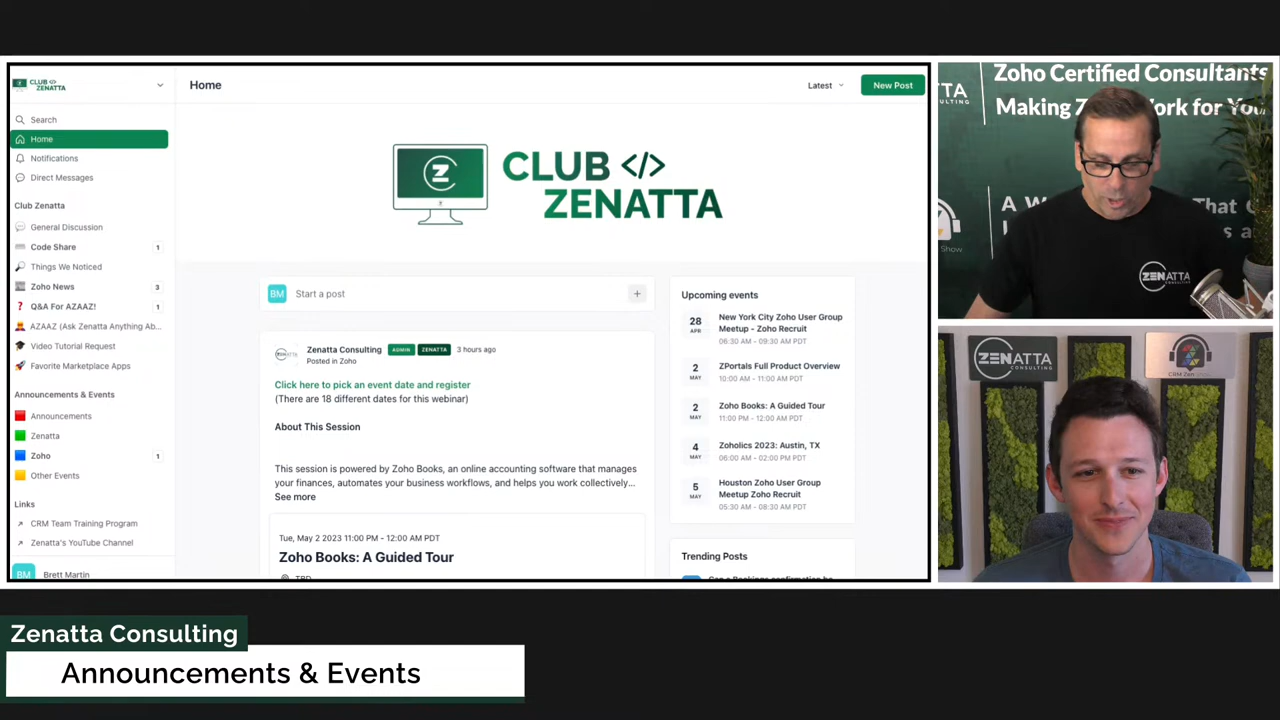 CLUB </>
ZENATTA
Home
Latest
New Post
Search
Home
Notifications
Direct Messages
Club Zenatta
General Discussion
Code Share 1
Things We Noticed
Zoho News 3
Q&A For AZAAZ! 1
AZAAZ (Ask Zenatta Anything Ab...
Video Tutorial Request
Favorite Marketplace Apps
Announcements & Events
Announcements
Zenatta
Zoho 1
Other Events
Links
CRM Team Training Program
Zenatta's YouTube Channel
BM Brett Martin
Z
CLUB </>
ZENATTA
BM Start a post +
Zenatta Consulting ADMIN ZENATTA 3 hours ago
Posted in Zoho
Click here to pick an event date and register
(There are 18 different dates for this webinar)
About This Session
This session is powered by Zoho Books, an online accounting software that manages
your finances, automates your business workflows, and helps you work collectively...
See more
Tue, May 2 2023 11:00 PM - 12:00 AM PDT
Zoho Books: A Guided Tour
TBD
Upcoming events
28
APR
New York City Zoho User Group
Meetup - Zoho Recruit
06:30 AM - 09:30 AM PDT
2
MAY
ZPortals Full Product Overview
10:00 AM - 11:00 AM PDT
2
MAY
Zoho Books: A Guided Tour
11:00 PM - 12:00 AM PDT
4
MAY
Zoholics 2023: Austin, TX
06:00 AM - 02:00 PM PDT
5
MAY
Houston Zoho User Group
Meetup Zoho Recruit
05:30 AM - 08:30 AM PDT
Trending Posts
Zoho Certified Consultants
Making Z Work for You
TTA
SULTING
A W That
Show
ZENATTA
CONSULTING
ZENATTA
CONSULTING
CRM Zen Show
Zenatta Consulting
Announcements & Events